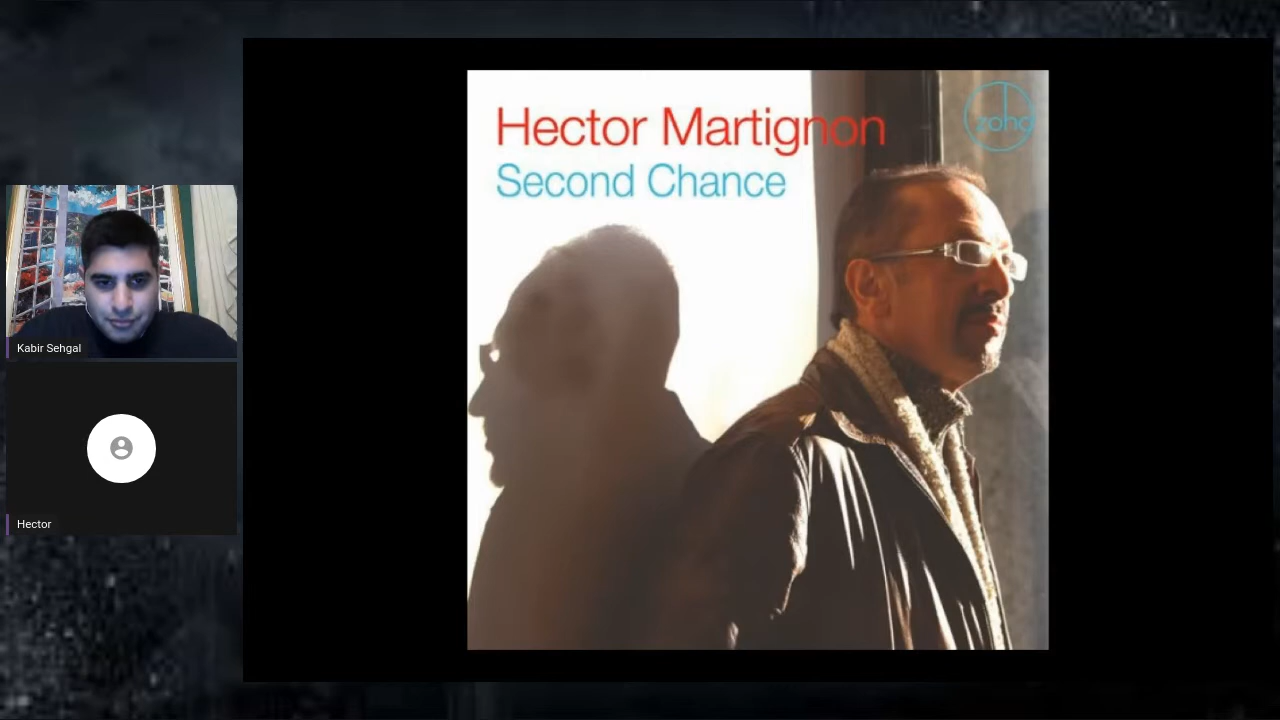 Hector Martignon
Second Chance
zoho
Kabir Sehgal
Hector